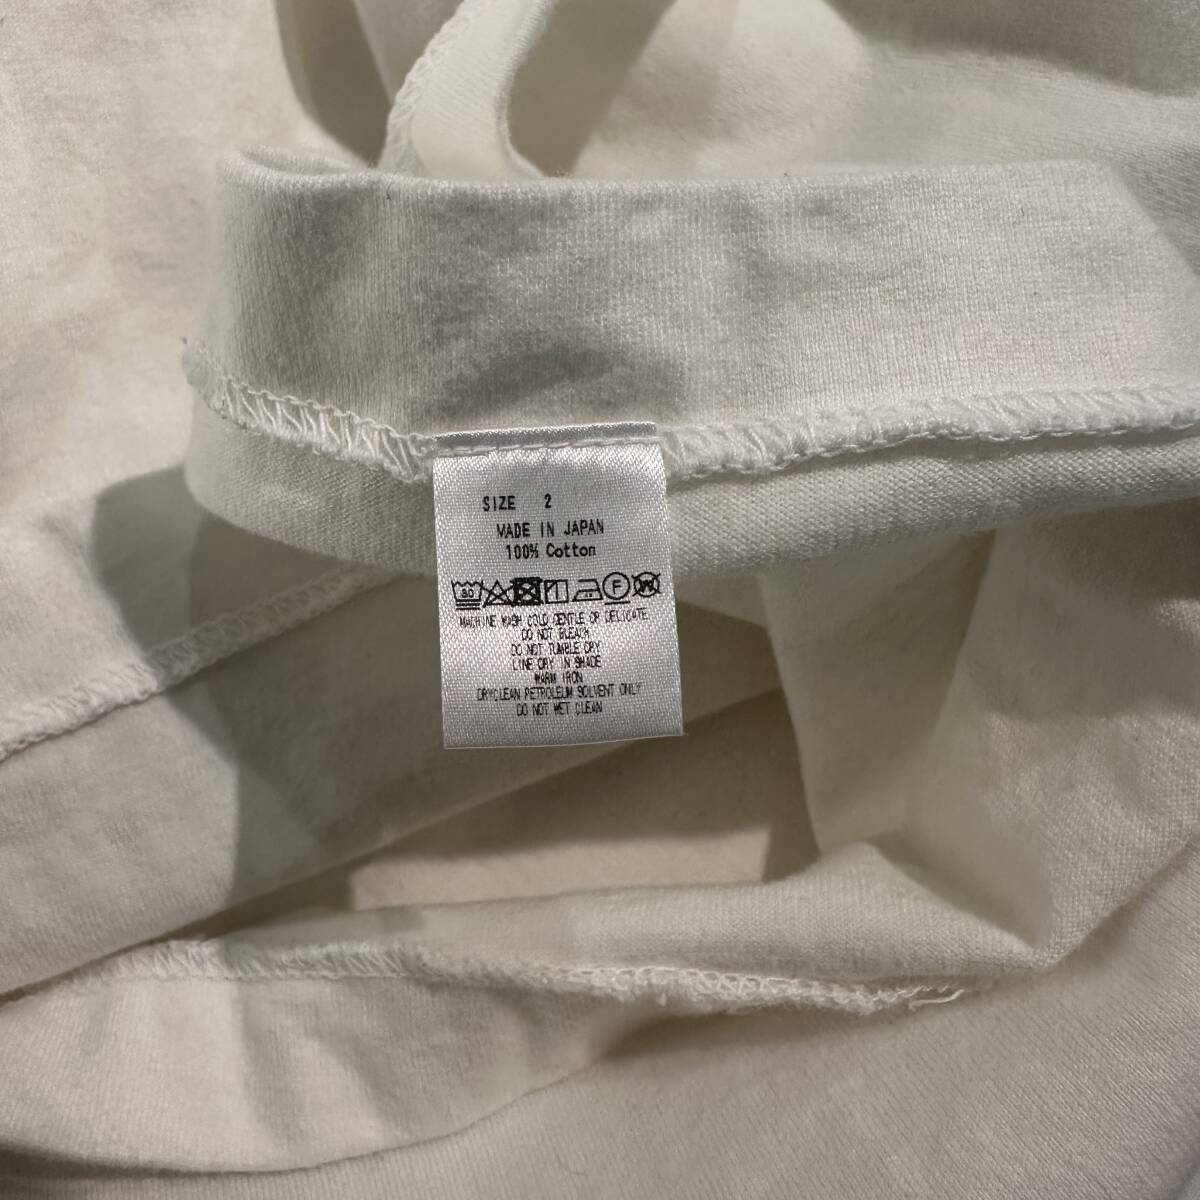 SIZE 2
MADE IN JAPAN
100% Cotton
30 F W
MACHINE WASH COLD GENTLE OR DELICATE
DO NOT BLEACH
DO NOT TUMBLE DRY
LINE DRY IN SHADE
WARM IRON
DRYCLEAN PETROLEUM SOLVENT ONLY
DO NOT WET CLEAN